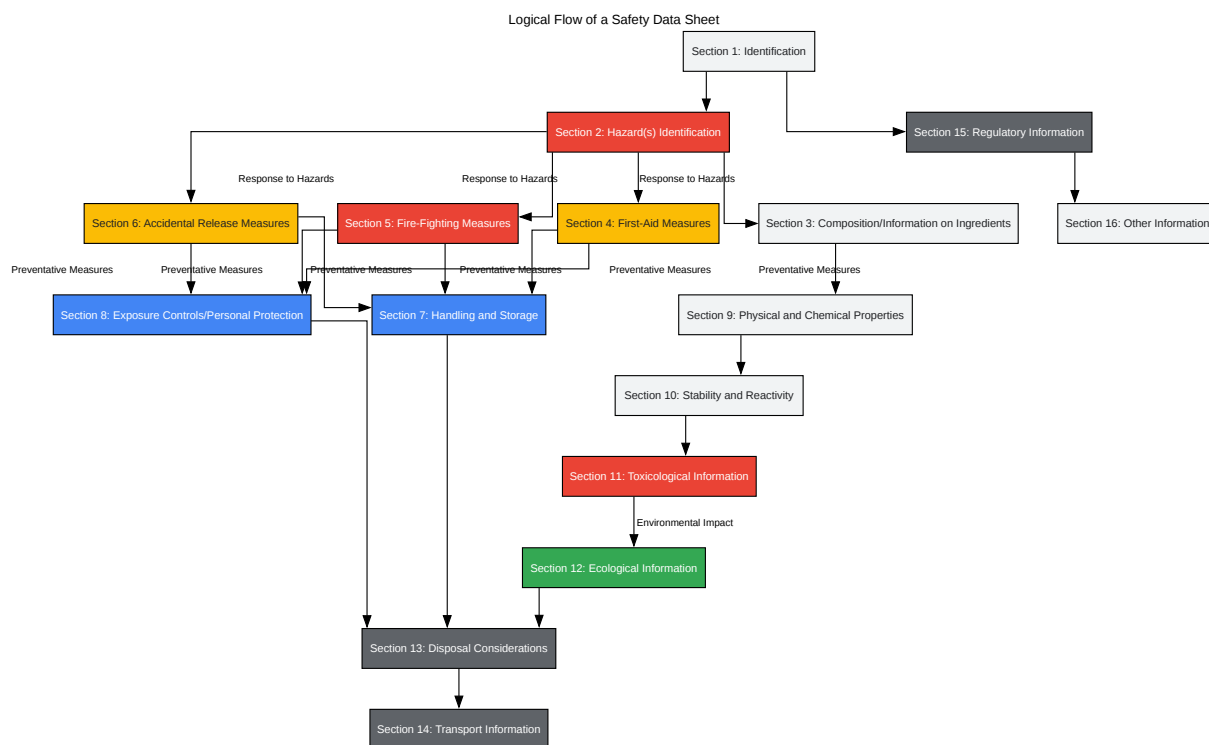 Logical Flow of a Safety Data Sheet
Section 1: Identification
Section 2: Hazard(s) Identification
Section 15: Regulatory Information
Response to Hazards
Response to Hazards
Response to Hazards
Section 6: Accidental Release Measures
Section 5: Fire-Fighting Measures
Section 4: First-Aid Measures
Section 3: Composition/Information on Ingredients
Section 16: Other Information
Preventative Measures
Preventative Measures
Preventative Measures
Preventative Measures
Preventative Measures
Preventative Measures
Section 8: Exposure Controls/Personal Protection
Section 7: Handling and Storage
Section 9: Physical and Chemical Properties
Section 10: Stability and Reactivity
Section 11: Toxicological Information
Environmental Impact
Section 12: Ecological Information
Section 13: Disposal Considerations
Section 14: Transport Information